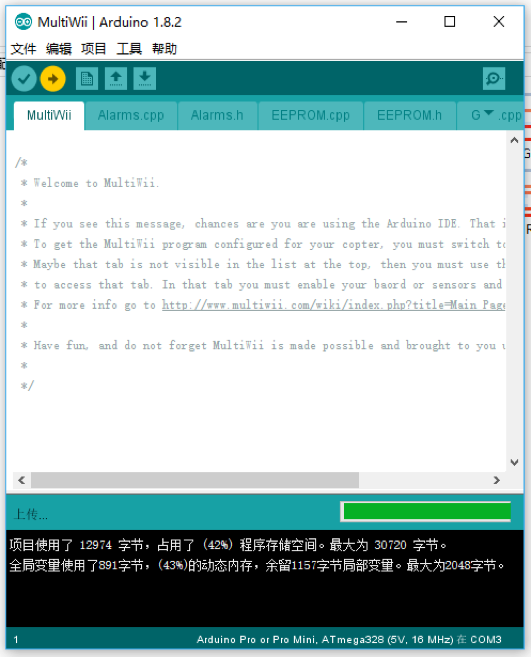 MultiWii | Arduino 1.8.2
文件 编辑 项目 工具 帮助
MultiWii Alarms.cpp Alarms.h EEPROM.cpp EEPROM.h G .cpp
/*
* Welcome to MultiWii.
*
* If you see this message, chances are you are using the Arduino IDE. That i
* To get the MultiWii program configured for your copter, you must switch to
* Maybe that tab is not visible in the list at the top, then you must use th
* to access that tab. In that tab you must enable your baord or sensors and
* For more info go to http://www.multiwii.com/wiki/index.php?title=Main_Page
*
* Have fun, and do not forget MultiWii is made possible and brought to you u
*
*/
上传...
项目使用了 12974 字节，占用了 (42%) 程序存储空间。最大为 30720 字节。
全局变量使用了891字节，(43%)的动态内存，余留1157字节局部变量。最大为2048字节。
1 Arduino Pro or Pro Mini, ATmega328 (5V, 16 MHz) 在 COM3